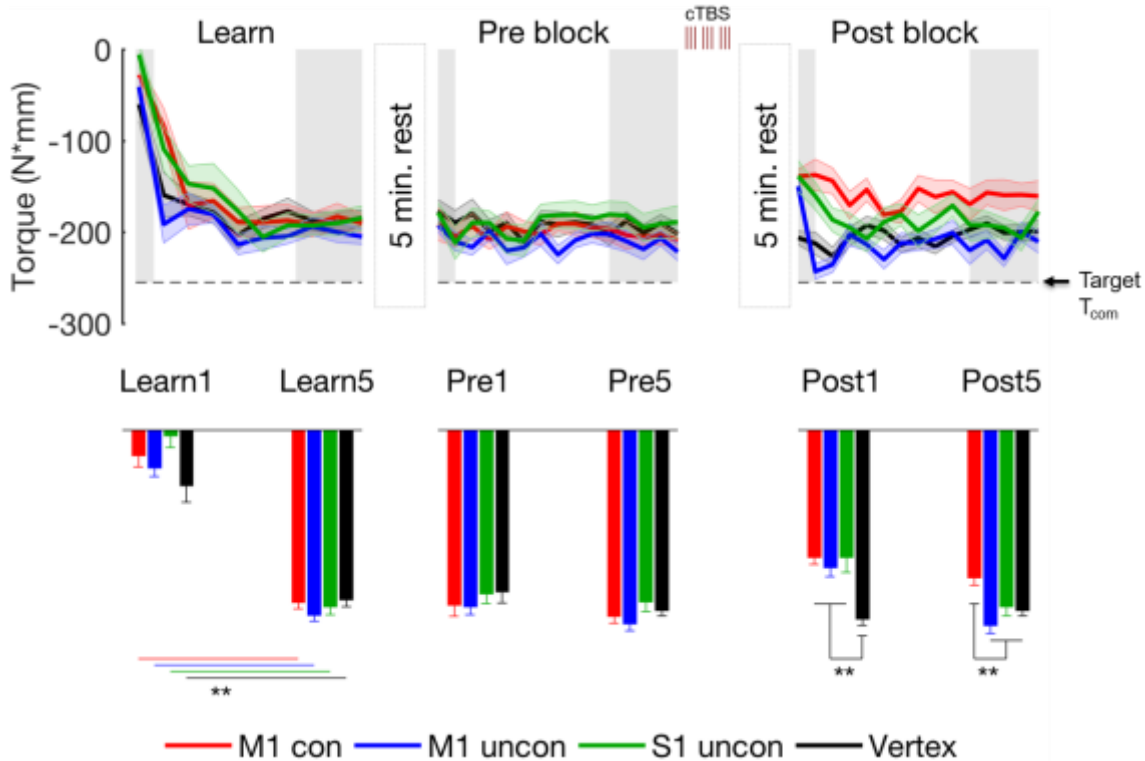 cTBS
Learn
Pre block
Post block
Torque (N*mm)
0
-100
-200
-300
5 min. rest
5 min. rest
Target
Tcom
Learn1
Learn5
Pre1
Pre5
Post1
Post5
**
**
**
M1 con
M1 uncon
S1 uncon
Vertex